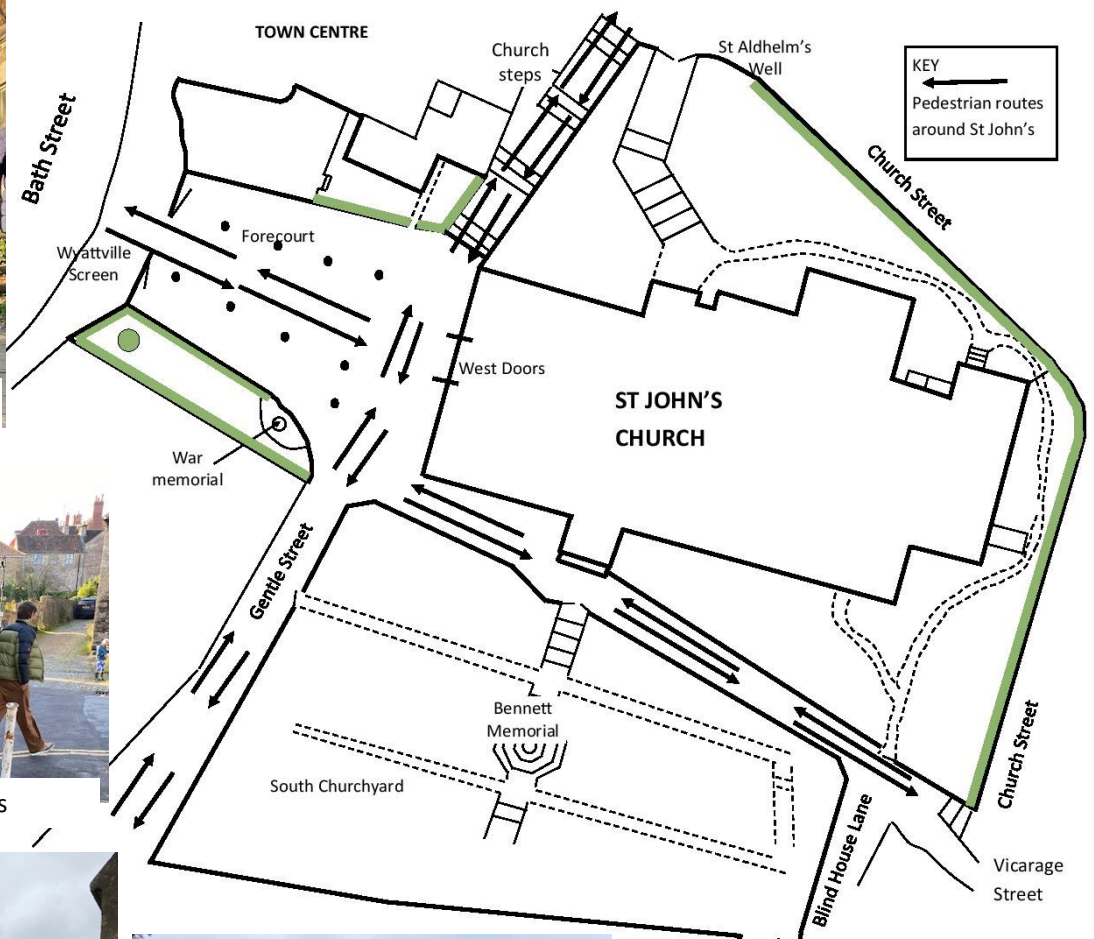 TOWN CENTRE
Church
steps
St Aldhelm's
Well
KEY
Pedestrian routes
around St John's
Bath Street
Church Street
Wyattville
Screen
Forecourt
West Doors
ST JOHN'S
CHURCH
War
memorial
Gentle Street
Bennett
Memorial
South Churchyard
s
Church Street
Blind House Lane
Vicarage
Street